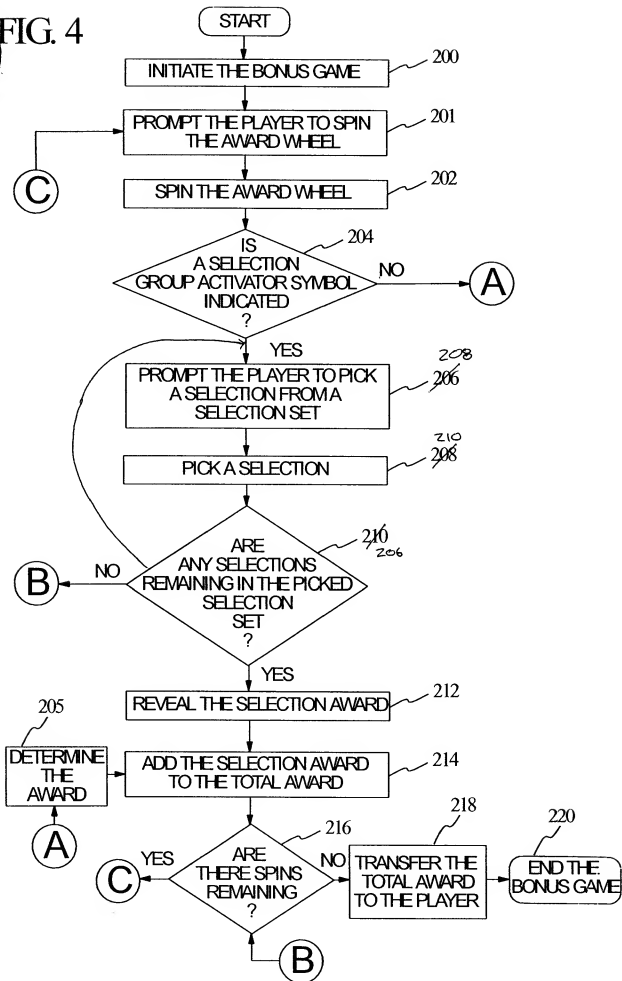 FIG. 4
START
INITIATE THE BONUS GAME
200
PROMPT THE PLAYER TO SPIN
THE AWARD WHEEL
201
C
SPIN THE AWARD WHEEL
202
204
IS
A SELECTION
GROUP ACTIVATOR SYMBOL
INDICATED
?
NO
A
YES
208
PROMPT THE PLAYER TO PICK
A SELECTION FROM A
SELECTION SET
206
210
PICK A SELECTION
208
210
206
ARE
ANY SELECTIONS
REMAINING IN THE PICKED
SELECTION
SET
?
NO
B
YES
REVEAL THE SELECTION AWARD
212
205
DETERMINE
THE
AWARD
A
ADD THE SELECTION AWARD
TO THE TOTAL AWARD
214
216
ARE
THERE SPINS
REMAINING
?
YES
C
NO
218
TRANSFER THE
TOTAL AWARD
TO THE PLAYER
220
END THE
BONUS GAME
B